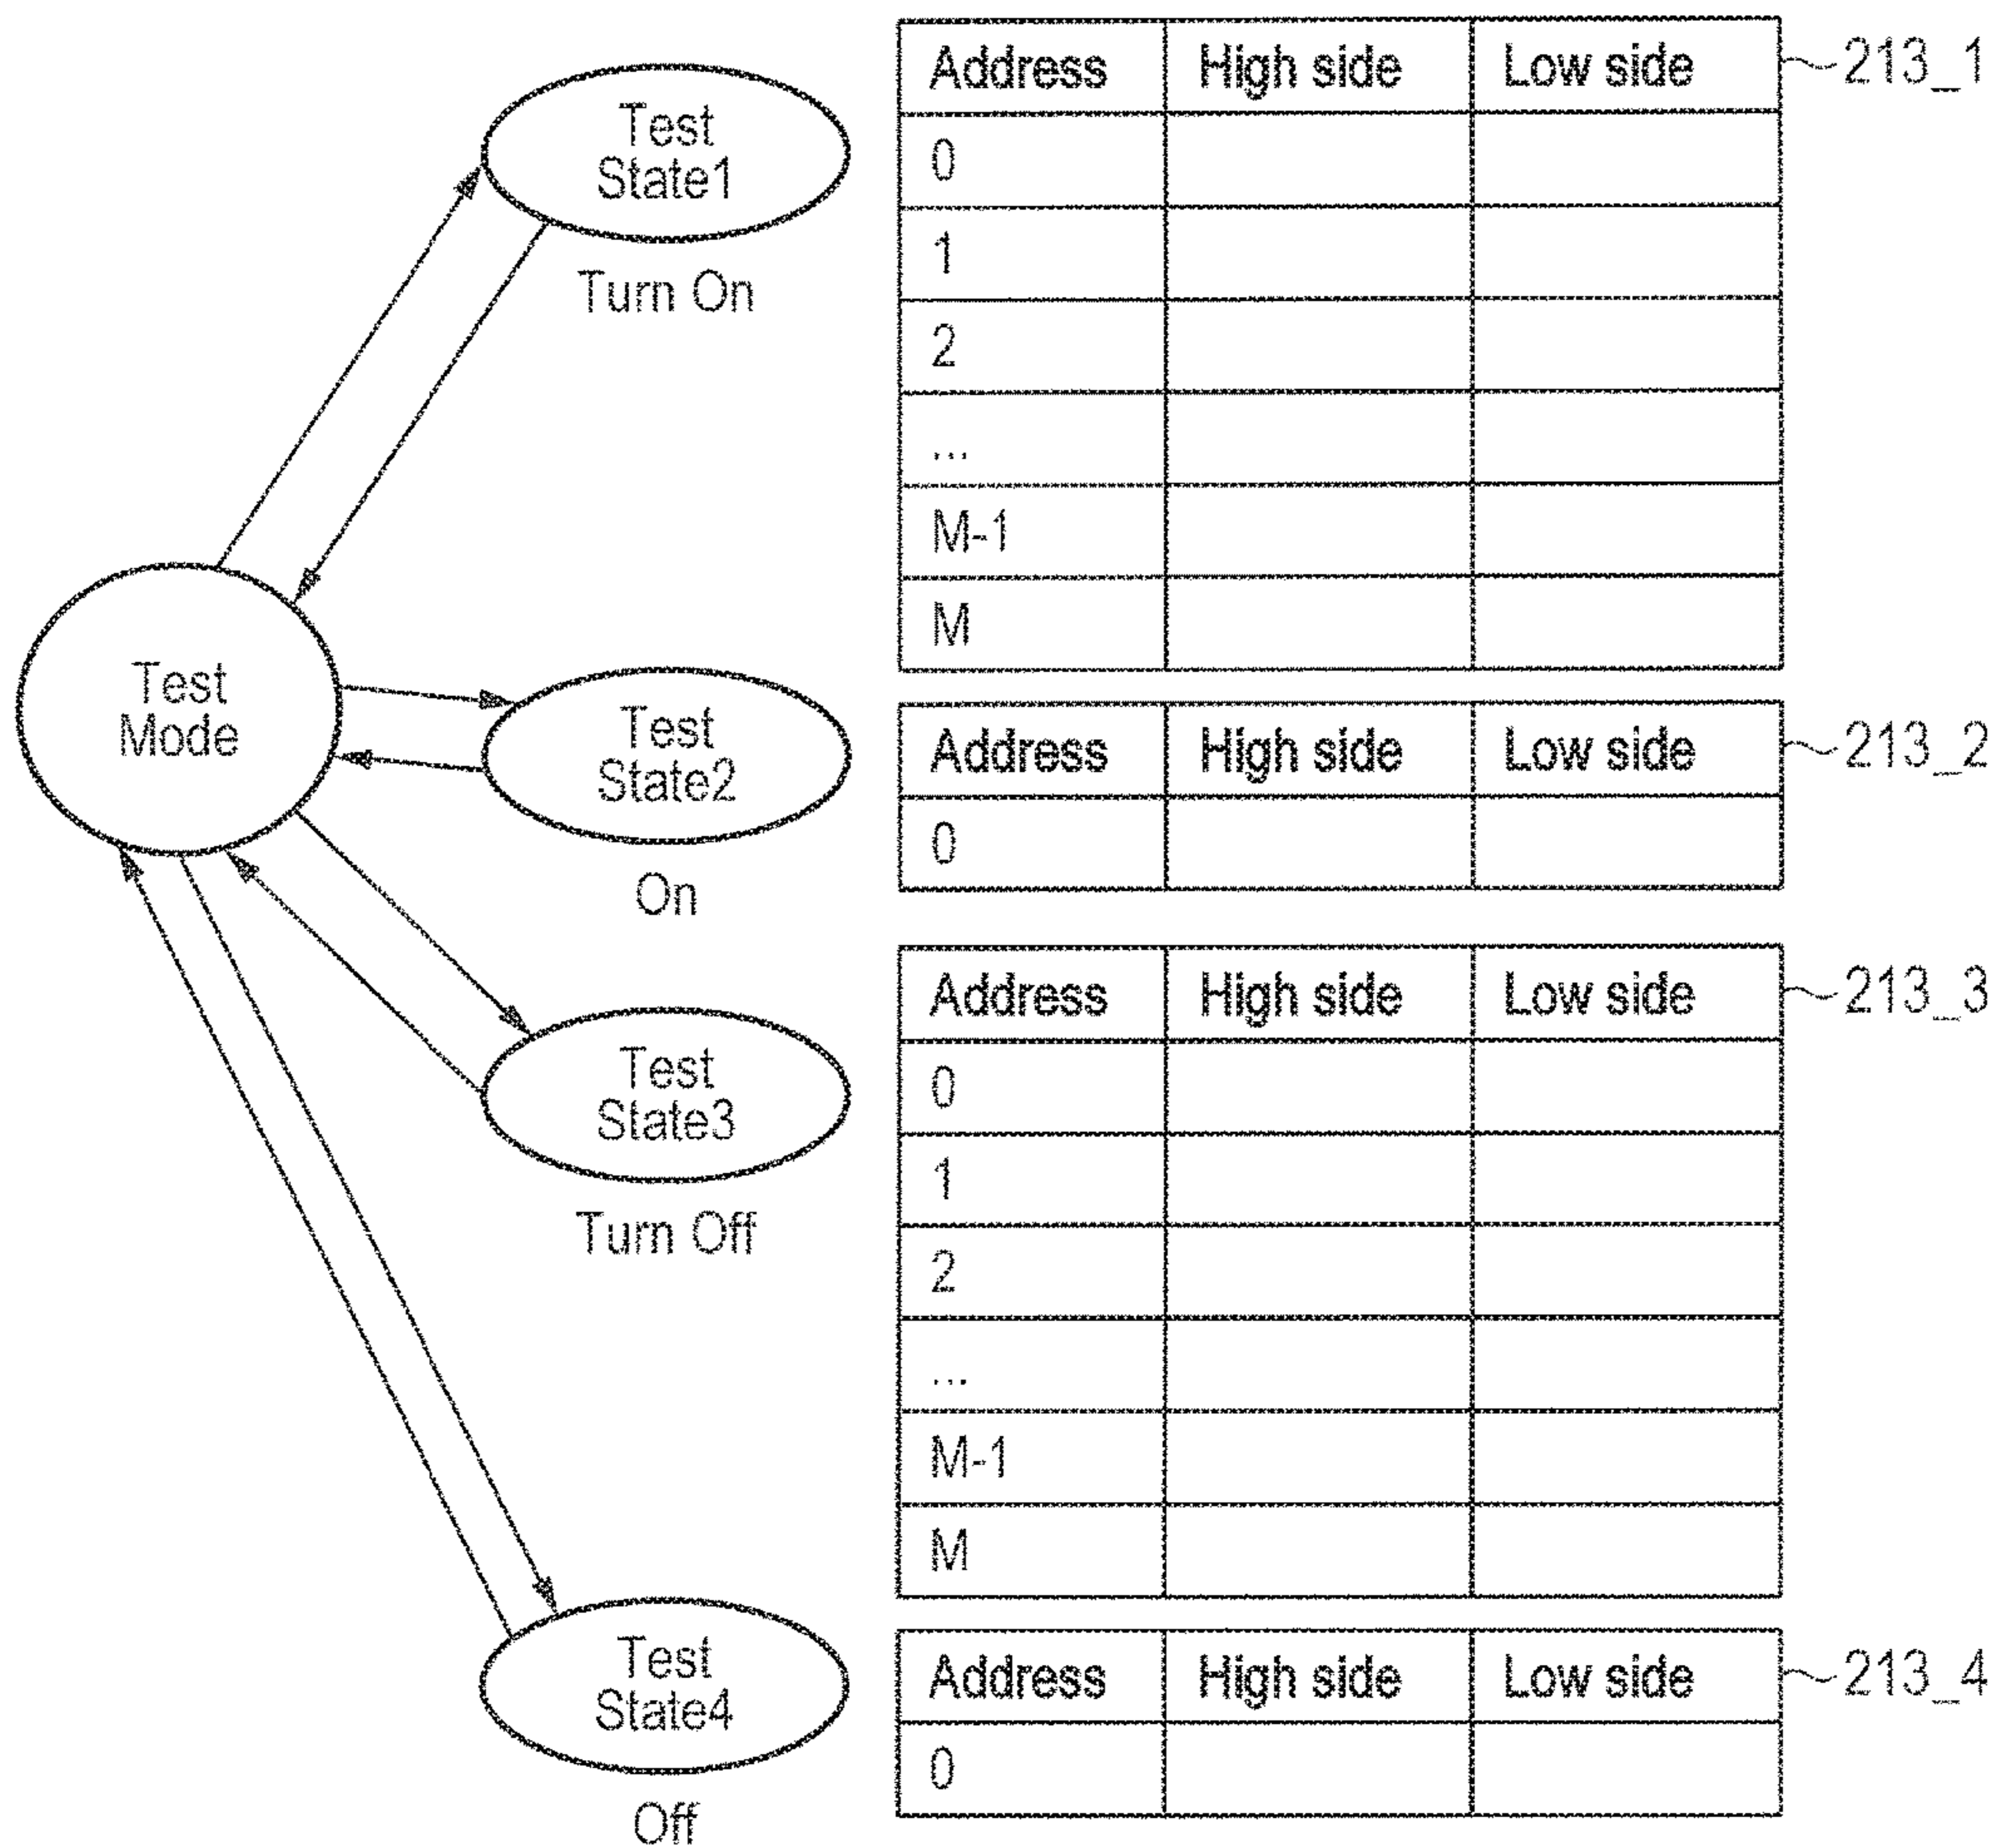 Test
State1
Turn On
Address High side Low side 213_1
0
1
2
...
M-1
M
Test
Mode
Test
State2
On
Address High side Low side 213_2
0
Test
State3
Turn Off
Address High side Low side 213_3
0
1
2
...
M-1
M
Test
State4
Off
Address High side Low side 213_4
0